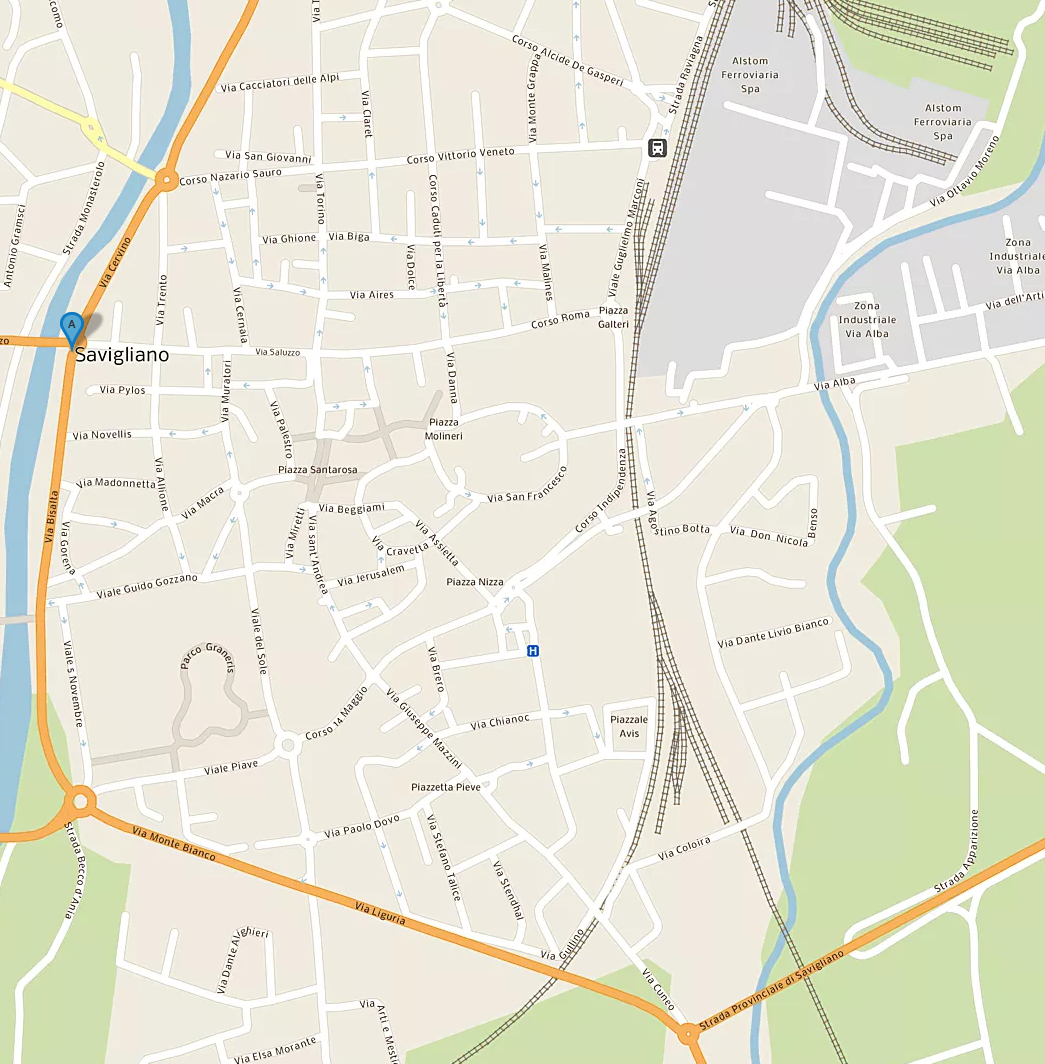 Corso Alcide De Gasperi
Strada Raviagna
Alstom
Ferroviaria
Spa
Via Cacciatori delle Alpi
Via Claret
Via Monte Grappa
Alstom
Ferroviaria
Spa
Via San Giovanni
Corso Vittorio Veneto
Corso Nazario Sauro
Via Ottavio Moreno
Strada Monasterolo
Antonio Gramsci
Via Torino
Corso Caduti per la Libertà
Viale Guglielmo Marconi
Via Cervino
Via Ghione
Via Biga
Via Dolce
Via Malines
Zona
Industriale
Via Alba
Via Trento
Via Cernaia
Via Aires
Corso Roma
Piazza
Galteri
Zona
Industriale
Via Alba
Via dell'Arti
A
Savigliano
Via Saluzzo
zo
Via Pylos
Via Muratori
Via Danna
Via Alba
Via Palestro
Piazza
Molineri
Via Novellis
Piazza Santarosa
Via Madonnetta
Via Allione
Via Macra
Via San Francesco
Corso Indipendenza
Via Bisalta
Via Gorena
Via Beggiami
Via Miretti
Via sant'Andrea
Via Assietta
Via Cravetta
Via Agostino Botta
Via Don Nicola Benso
Viale Guido Gozzano
Via Jerusalem
Piazza Nizza
Viale del Sole
Viale 5 Novembre
Parco Graneris
Via Dante Livio Bianco
Via Brero
H
Corso 14 Maggio
Via Giuseppe Mazzini
Via Chianoc
Piazzale
Avis
Viale Piave
Piazzetta Pieve
Via Paolo Dovo
Via Monte Bianco
Strada Becco d'Ania
Via Stefano Talice
Via Stendhal
Via Coloira
Strada Apparizione
Via Liguria
Via Gullino
Via Dante Alghieri
Via Cuneo
Strada Provinciale di Savigliano
Via Arti e Mesti
Via Elsa Morante